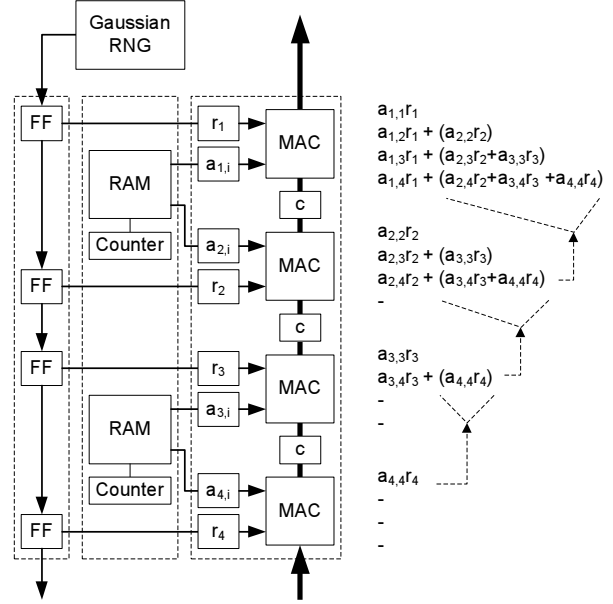 Gaussian
RNG
FF
r₁
MAC
a₁,₁r₁
a₁,₂r₁ + (a₂,₂r₂)
a₁,₃r₁ + (a₂,₃r₂+a₃,₃r₃)
a₁,₄r₁ + (a₂,₄r₂+a₃,₄r₃ +a₄,₄r₄)
RAM
a₁,ᵢ
c
Counter
a₂,ᵢ
MAC
a₂,₂r₂
a₂,₃r₂ + (a₃,₃r₃)
a₂,₄r₂ + (a₃,₄r₃+a₄,₄r₄)
-
FF
r₂
c
FF
r₃
MAC
a₃,₃r₃
a₃,₄r₃ + (a₄,₄r₄)
-
-
RAM
a₃,ᵢ
c
Counter
a₄,ᵢ
MAC
a₄,₄r₄
-
-
-
FF
r₄